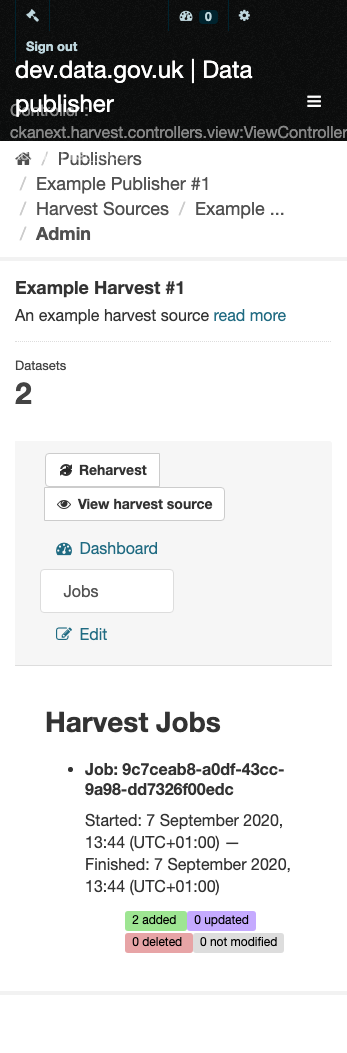 0
Sign out
dev.data.gov.uk | Data
publisher
Controller :
ckanext.harvest.controllers.view:ViewController
/ Publishers
/ Example Publisher #1
/ Harvest Sources / Example ...
/ Admin
Example Harvest #1
An example harvest source read more
Datasets
2
Reharvest
View harvest source
Dashboard
Jobs
Edit
Harvest Jobs
Job: 9c7ceab8-a0df-43cc-
9a98-dd7326f00edc
Started: 7 September 2020,
13:44 (UTC+01:00) —
Finished: 7 September 2020,
13:44 (UTC+01:00)
2 added 0 updated
0 deleted 0 not modified